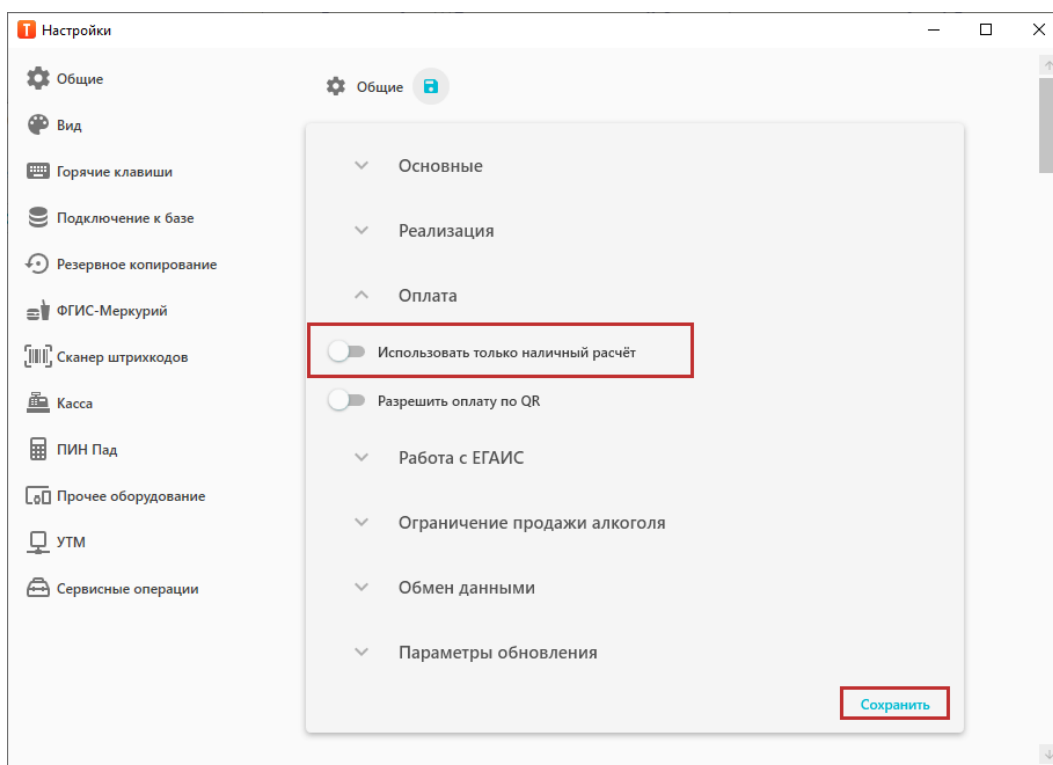 Настройки
Общие
Вид
Горячие клавиши
Подключение к базе
Резервное копирование
ФГИС-Меркурий
Сканер штрихкодов
Касса
ПИН Пад
Прочее оборудование
УТМ
Сервисные операции
Общие
Основные
Реализация
Оплата
Использовать только наличный расчёт
Разрешить оплату по QR
Работа с ЕГАИС
Ограничение продажи алкоголя
Обмен данными
Параметры обновления
Сохранить